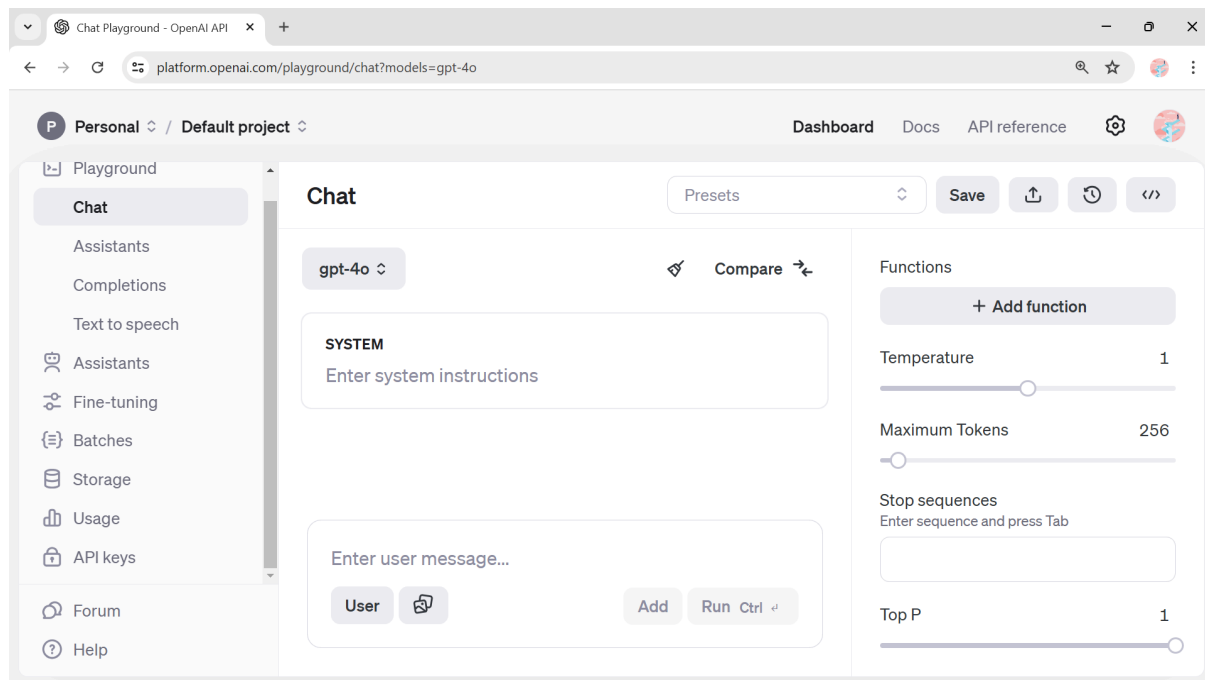 Chat Playground - OpenAI API
platform.openai.com/playground/chat?models=gpt-4o
P Personal / Default project
Dashboard Docs API reference
Playground
Chat
Assistants
Completions
Text to speech
Assistants
Fine-tuning
Batches
Storage
Usage
API keys
Forum
Help
Chat
Presets
Save
gpt-4o
Compare
SYSTEM
Enter system instructions
Enter user message...
User
Add
Run Ctrl ↵
Functions
+ Add function
Temperature 1
Maximum Tokens 256
Stop sequences
Enter sequence and press Tab
Top P 1